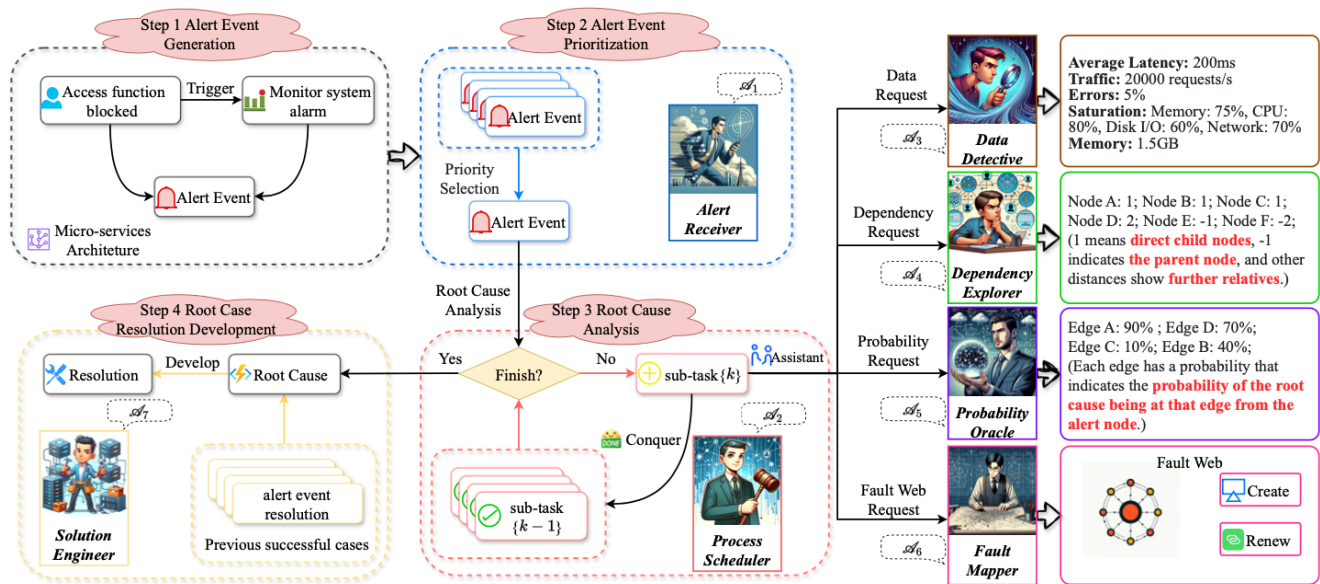 Step 1 Alert Event
Generation
Access function
blocked
Trigger
Monitor system
alarm
Alert Event
Micro-services
Architeture
Step 2 Alert Event
Prioritization
Alert Event
Priority
Selection
Alert Event
𝒜1
Alert
Receiver
Root Cause
Analysis
Step 3 Root Cause
Analysis
Yes
Finish?
No
sub-task{k}
Assistant
Conquer
DONE
sub-task
{k − 1}
𝒜2
Process
Scheduler
Step 4 Root Case
Resolution Development
Resolution
Develop
Root Cause
𝒜7
Solution
Engineer
alert event
resolution
Previous successful cases
Data
Request
𝒜3
Data
Detective
Average Latency: 200ms
Traffic: 20000 requests/s
Errors: 5%
Saturation: Memory: 75%, CPU:
80%, Disk I/O: 60%, Network: 70%
Memory: 1.5GB
Dependency
Request
𝒜4
Dependency
Explorer
Node A: 1; Node B: 1; Node C: 1;
Node D: 2; Node E: -1; Node F: -2;
(1 means direct child nodes, -1
indicates the parent node, and other
distances show further relatives.)
Probability
Request
𝒜5
Probability
Oracle
Edge A: 90% ; Edge D: 70%;
Edge C: 10%; Edge B: 40%;
(Each edge has a probability that
indicates the probability of the root
cause being at that edge from the
alert node.)
Fault Web
Request
𝒜6
Fault
Mapper
Fault Web
Create
Renew